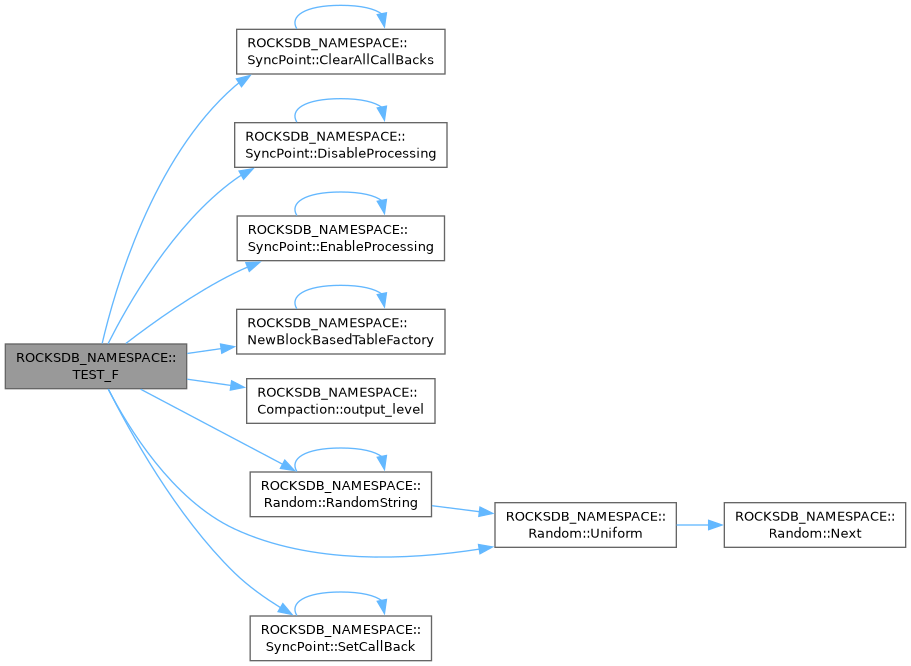 ROCKSDB_NAMESPACE::
SyncPoint::ClearAllCallBacks
ROCKSDB_NAMESPACE::
SyncPoint::DisableProcessing
ROCKSDB_NAMESPACE::
SyncPoint::EnableProcessing
ROCKSDB_NAMESPACE::
NewBlockBasedTableFactory
ROCKSDB_NAMESPACE::
TEST_F
ROCKSDB_NAMESPACE::
Compaction::output_level
ROCKSDB_NAMESPACE::
Random::RandomString
ROCKSDB_NAMESPACE::
Random::Uniform
ROCKSDB_NAMESPACE::
Random::Next
ROCKSDB_NAMESPACE::
SyncPoint::SetCallBack